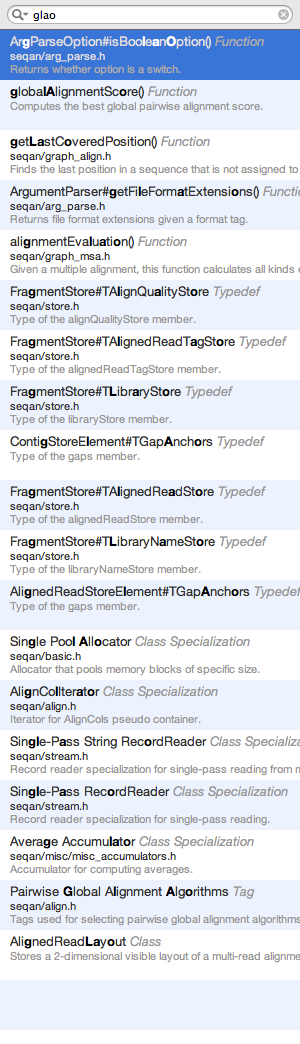 glao
ArgParseOption#isBooleanOption() Function
seqan/arg_parse.h
Returns whether option is a switch.
globalAlignmentScore() Function
Computes the best global pairwise alignment score.
getLastCoveredPosition() Function
seqan/graph_align.h
Finds the last position in a sequence that is not assigned to
ArgumentParser#getFileFormatExtensions() Functi
seqan/arg_parse.h
Returns file format extensions given a format tag.
alignmentEvaluation() Function
seqan/graph_msa.h
Given a multiple alignment, this function calculates all kinds
FragmentStore#TAlignQualityStore Typedef
seqan/store.h
Type of the alignQualityStore member.
FragmentStore#TAlignedReadTagStore Typedef
seqan/store.h
Type of the alignedReadTagStore member.
FragmentStore#TLibraryStore Typedef
seqan/store.h
Type of the libraryStore member.
ContigStoreElement#TGapAnchors Typedef
Type of the gaps member.
FragmentStore#TAlignedReadStore Typedef
seqan/store.h
Type of the alignedReadStore member.
FragmentStore#TLibraryNameStore Typedef
seqan/store.h
Type of the libraryNameStore member.
AlignedReadStoreElement#TGapAnchors Typedef
Type of the gaps member.
Single Pool Allocator Class Specialization
seqan/basic.h
Allocator that pools memory blocks of specific size.
AlignColIterator Class Specialization
seqan/align.h
Iterator for AlignCols pseudo container.
Single-Pass String RecordReader Class Specializa
seqan/stream.h
Record reader specialization for single-pass reading from m
Single-Pass RecordReader Class Specialization
seqan/stream.h
Record reader specialization for single-pass reading.
Average Accumulator Class Specialization
seqan/misc/misc_accumulators.h
Accumulator for computing averages.
Pairwise Global Alignment Algorithms Tag
seqan/align.h
Tags used for selecting pairwise global alignment algorithms
AlignedReadLayout Class
Stores a 2-dimensional visible layout of a multi-read alignme